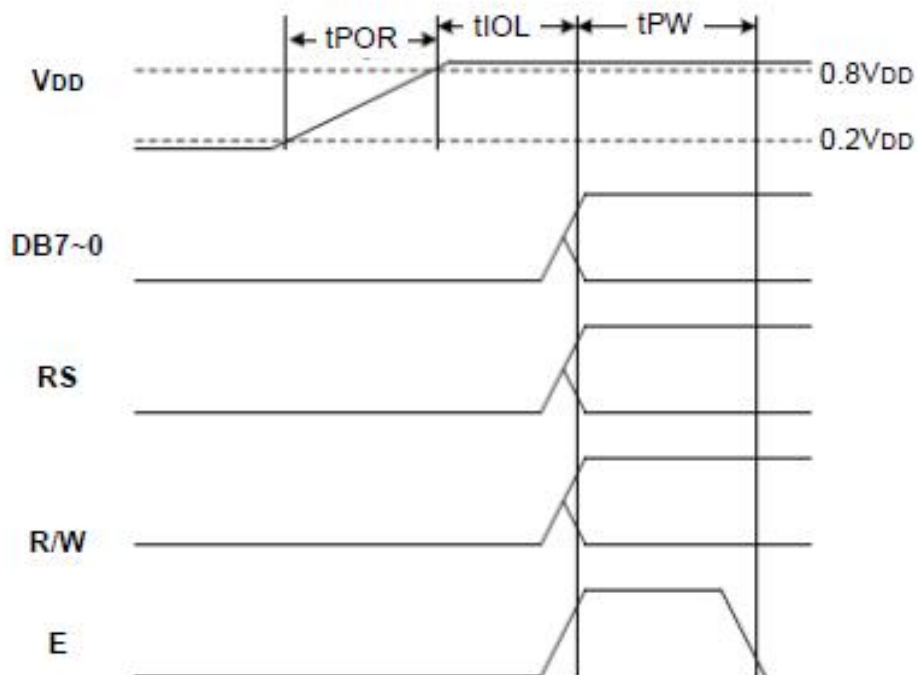 tPOR tIOL tPW
VDD 0.8VDD
0.2VDD
DB7~0
RS
R/W
E